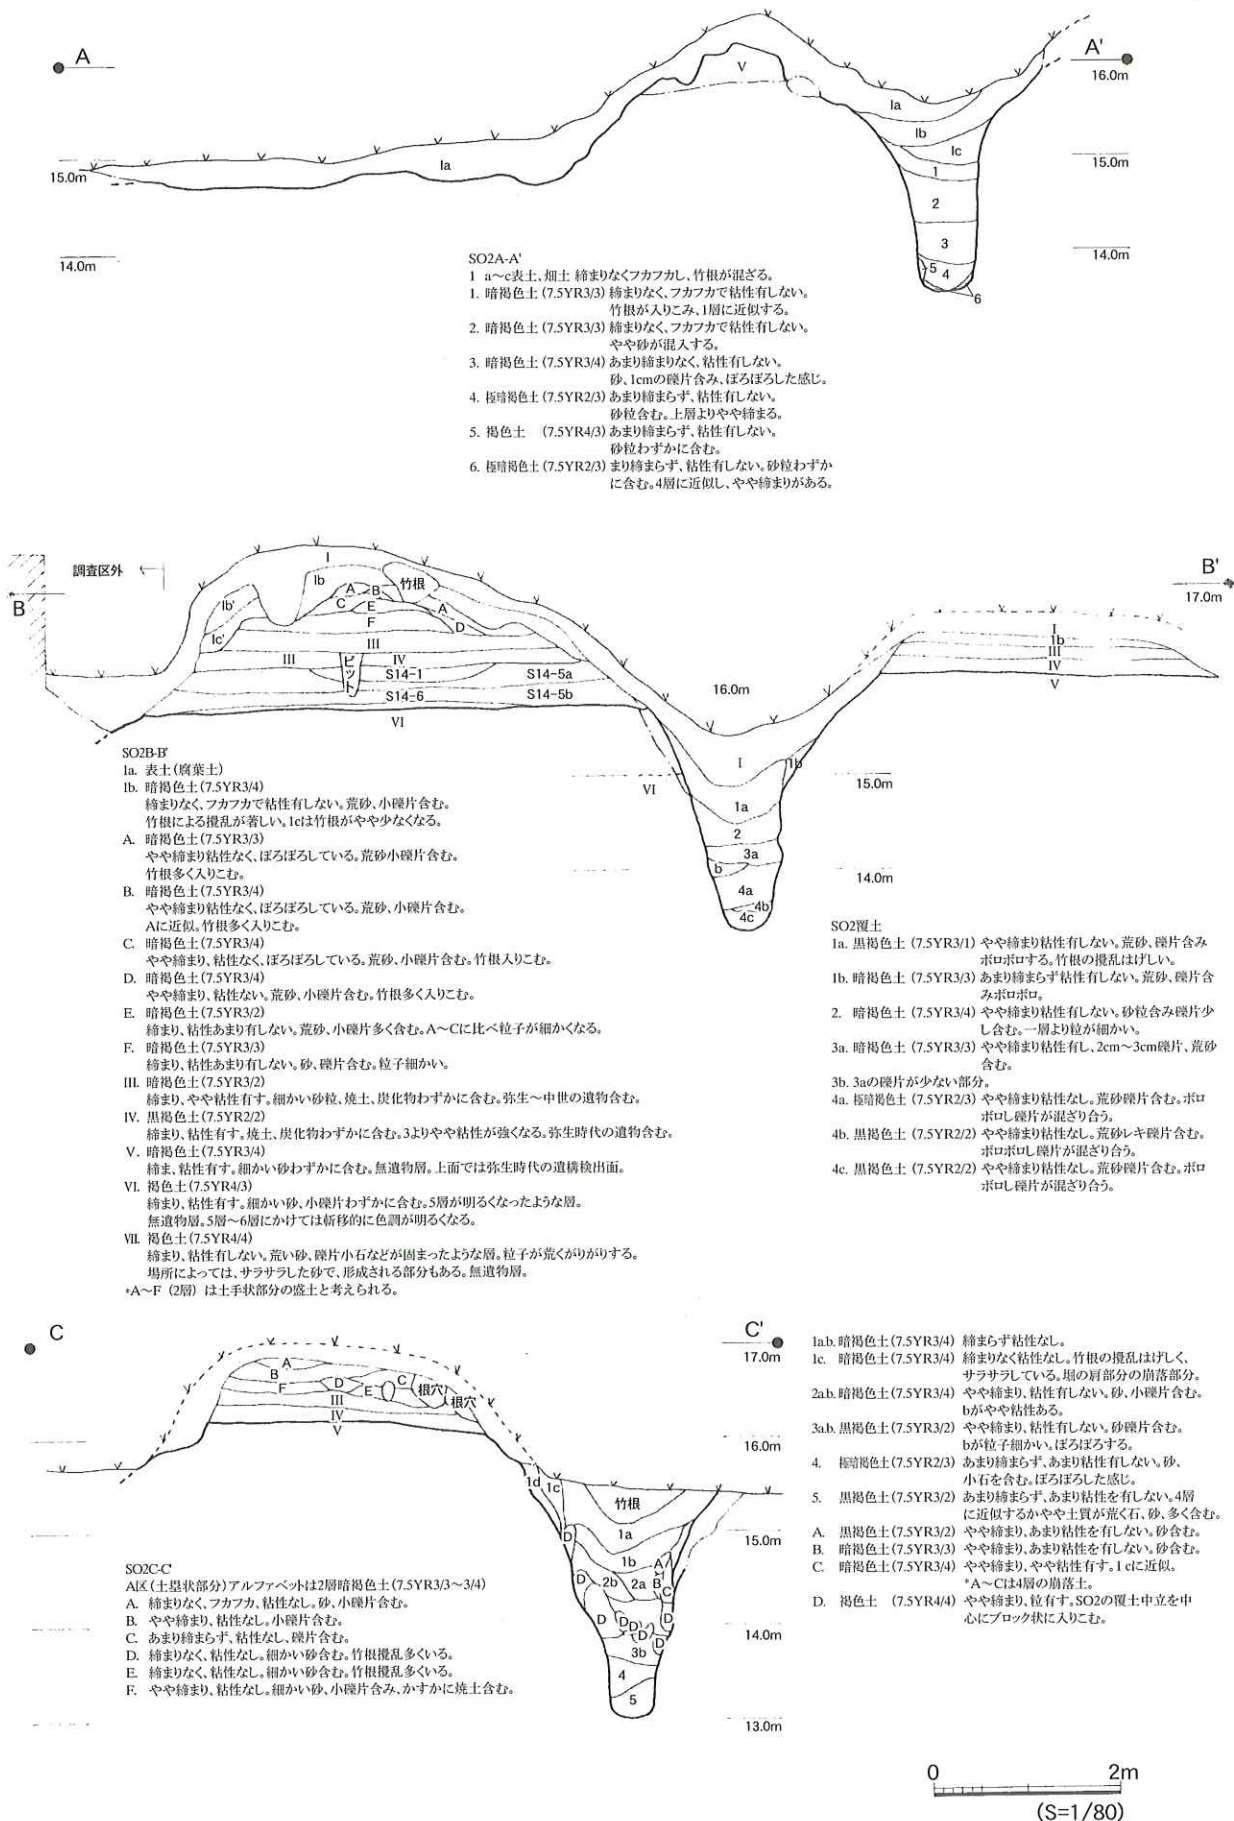 A
A'
16.0m
V
Ia
Ib
Ic
15.0m
Ia
1
15.0m
2
3
14.0m
14.0m
5
4
6
SO2A-A'
1 a～c表土、畑土 締まりなくフカフカし、竹根が混ざる。
1. 暗褐色土(7.5YR3/3) 締まりなく、フカフカで粘性有しない。
竹根が入りこみ、1層に近似する。
2. 暗褐色土(7.5YR3/3) 締まりなく、フカフカで粘性有しない。
やや砂が混入する。
3. 暗褐色土(7.5YR3/4) あまり締まりなく、粘性有しない。
砂、1cmの礫片含み、ぼろぼろした感じ。
4. 極暗褐色土(7.5YR2/3) あまり締まらず、粘性有しない。
砂粒含む。上層よりやや締まる。
5. 褐色土 (7.5YR4/3) あまり締まらず、粘性有しない。
砂粒わずかに含む。
6. 極暗褐色土(7.5YR2/3) まり締まらず、粘性有しない。砂粒わずか
に含む。4層に近似し、やや締まりがある。
調査区外
B
B'
17.0m
I
Ib
A
B
竹根
Ib'
C
E
A
Ic'
F
D
III
III
ピット
IV
S14-1
S14-5a
S14-6
S14-5b
VI
I
1b
III
IV
V
16.0m
I
1b
VI
15.0m
1a
2
3a
b
14.0m
4a
4b
4c
SO2B-B'
1a. 表土(腐葉土)
1b. 暗褐色土(7.5YR3/4)
締まりなく、フカフカで粘性有しない。荒砂、小礫片含む。
竹根による攪乱が著しい。1cは竹根がやや少なくなる。
A. 暗褐色土(7.5YR3/3)
やや締まり粘性なく、ぼろぼろしている。荒砂小礫片含む。
竹根多く入りこむ。
B. 暗褐色土(7.5YR3/4)
やや締まり粘性なく、ぼろぼろしている。荒砂、小礫片含む。
Aに近似。竹根多く入りこむ。
C. 暗褐色土(7.5YR3/4)
やや締まり、粘性なく、ぼろぼろしている。荒砂、小礫片含む。竹根入りこむ。
D. 暗褐色土(7.5YR3/4)
やや締まり、粘性ない。荒砂、小礫片含む。竹根多く入りこむ。
E. 暗褐色土(7.5YR3/2)
締まり、粘性あまり有しない。荒砂、小礫片多く含む。A～Cに比べ粒子が細かくなる。
F. 暗褐色土(7.5YR3/3)
締まり、粘性あまり有しない。砂、礫片含む。粒子細かい。
III. 暗褐色土(7.5YR3/2)
締まり、やや粘性有す。細かい砂粒、焼土、炭化物わずかに含む。弥生～中世の遺物含む。
IV. 黒褐色土(7.5YR2/2)
締まり、粘性有す。焼土、炭化物わずかに含む。3よりやや粘性が強くなる。弥生時代の遺物含む。
V. 暗褐色土(7.5YR3/4)
締ま、粘性有す。細かい砂わずかに含む。無遺物層。上面では弥生時代の遺構検出面。
VI. 褐色土(7.5YR4/3)
締まり、粘性有す。細かい砂、小礫片わずかに含む。5層が明るくなったような層。
無遺物層。5層～6層にかけては斬移的に色調が明るくなる。
VII. 褐色土(7.5YR4/4)
締まり、粘性有しない。荒い砂、礫片小石などが固まったような層。粒子が荒くがりがりする。
場所によっては、サラサラした砂で、形成される部分もある。無遺物層。
*A～F (2層) は土手状部分の盛土と考えられる。
SO2覆土
1a. 黒褐色土 (7.5YR3/1) やや締まり粘性有しない。荒砂、礫片含み
ボロボロする。竹根の攪乱はげしい。
1b. 暗褐色土 (7.5YR3/3) あまり締まらず粘性有しない。荒砂、礫片含
みボロボロ。
2. 暗褐色土 (7.5YR3/4) やや締まり粘性有しない。砂粒含み礫片少
し含む。一層より粒が細かい。
3a. 暗褐色土 (7.5YR3/3) やや締まり粘性有し、2cm～3cm礫片、荒砂
含む。
3b. 3aの礫片が少ない部分。
4a. 極暗褐色土 (7.5YR2/3) やや締まり粘性なし。荒砂礫片含む。ボロ
ボロし礫片が混ざり合う。
4b. 黒褐色土 (7.5YR2/2) やや締まり粘性なし。荒砂レキ礫片含む。
ボロボロし礫片が混ざり合う。
4c. 黒褐色土 (7.5YR2/2) やや締まり粘性なし。荒砂礫片含む。ボロ
ボロし礫片が混ざり合う。
C
C'
17.0m
A
B
C
D
F
E
根穴
根穴
III
IV
V
16.0m
1d
1c
竹根
1a
15.0m
D
1b
A
2b
2a
B
C
D
D
D
D
D
D
D
3b
14.0m
4
5
13.0m
SO2C-C'
A区(土塁状部分)アルファベットは2層暗褐色土(7.5YR3/3～3/4)
A. 締まりなく、フカフカ、粘性なし。砂、小礫片含む。
B. やや締まり、粘性なし。小礫片含む。
C. あまり締まらず、粘性なし、礫片含む。
D. 締まりなく、粘性なし。細かい砂含む。竹根攪乱多くいる。
E. 締まりなく、粘性なし。細かい砂含む。竹根攪乱多くいる。
F. やや締まり、粘性なし。細かい砂、小礫片含み、かすかに焼土含む。
1a.b. 暗褐色土(7.5YR3/4) 締まらず粘性なし。
1c. 暗褐色土(7.5YR3/4) 締まりなく粘性なし。竹根の攪乱はげしく、
サラサラしている。堀の肩部分の崩落部分。
2a.b. 暗褐色土(7.5YR3/4) やや締まり、粘性有しない。砂、小礫片含む。
bがやや粘性ある。
3a.b. 黒褐色土(7.5YR3/2) やや締まり、粘性有しない。砂礫片含む。
bが粒子細かい。ぼろぼろする。
4. 極暗褐色土(7.5YR2/3) あまり締まらず、あまり粘性有しない。砂、
小石を含む。ぼろぼろした感じ。
5. 黒褐色土(7.5YR3/2) あまり締まらず、あまり粘性を有しない。4層
に近似するかやや土質が荒く石、砂、多く含む。
A. 黒褐色土(7.5YR3/2) やや締まり、あまり粘性を有しない。砂含む。
B. 暗褐色土(7.5YR3/3) やや締まり、あまり粘性を有しない。砂含む。
C. 暗褐色土(7.5YR3/4) やや締まり、やや粘性有す。1cに近似。
*A～Cは4層の崩落土。
D. 褐色土 (7.5YR4/4) やや締まり、粒有す。SO2の覆土中立を中
心にブロック状に入りこむ。
0 2m
(S=1/80)